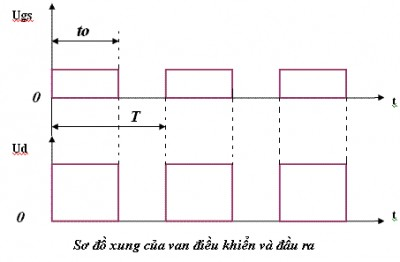 Ugs
to
0
t
T
Ud
0
t
Sơ đồ xung của van điều khiển và đầu ra